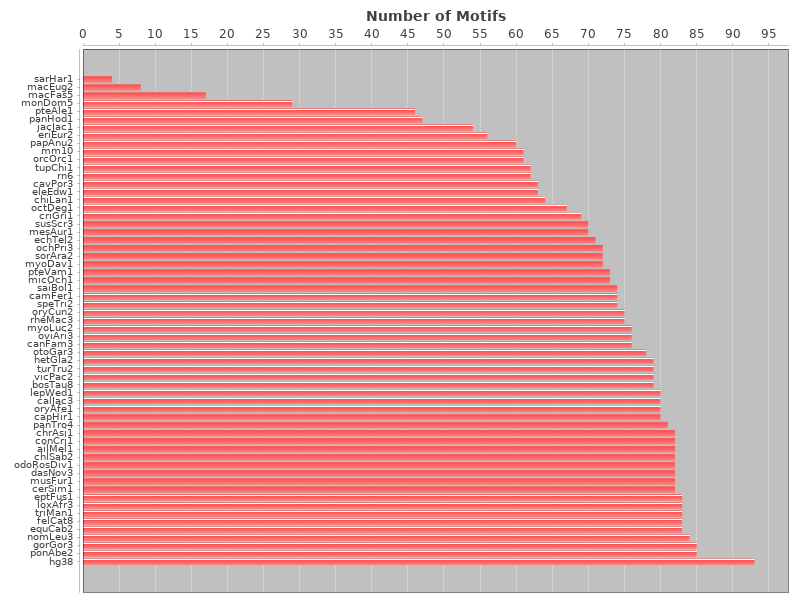 Number of Motifs
0 5 10 15 20 25 30 35 40 45 50 55 60 65 70 75 80 85 90 95
sarHar1
macEug2
macFas5
monDom5
pteAle1
panHod1
jacJac1
eriEur2
papAnu2
mm10
orcOrc1
tupChi1
rn6
cavPor3
eleEdw1
chiLan1
octDeg1
criGri1
susScr3
mesAur1
echTel2
ochPri3
sorAra2
myoDav1
pteVam1
micOch1
saiBol1
camFer1
speTri2
oryCun2
rheMac3
myoLuc2
oviAri3
canFam3
otoGar3
hetGla2
turTru2
vicPac2
bosTau8
lepWed1
calJac3
oryAfe1
capHir1
panTro4
chrAsi1
conCri1
ailMel1
chlSab2
odoRosDiv1
dasNov3
musFur1
cerSim1
eptFus1
loxAfr3
triMan1
felCat8
equCab2
nomLeu3
gorGor3
ponAbe2
hg38